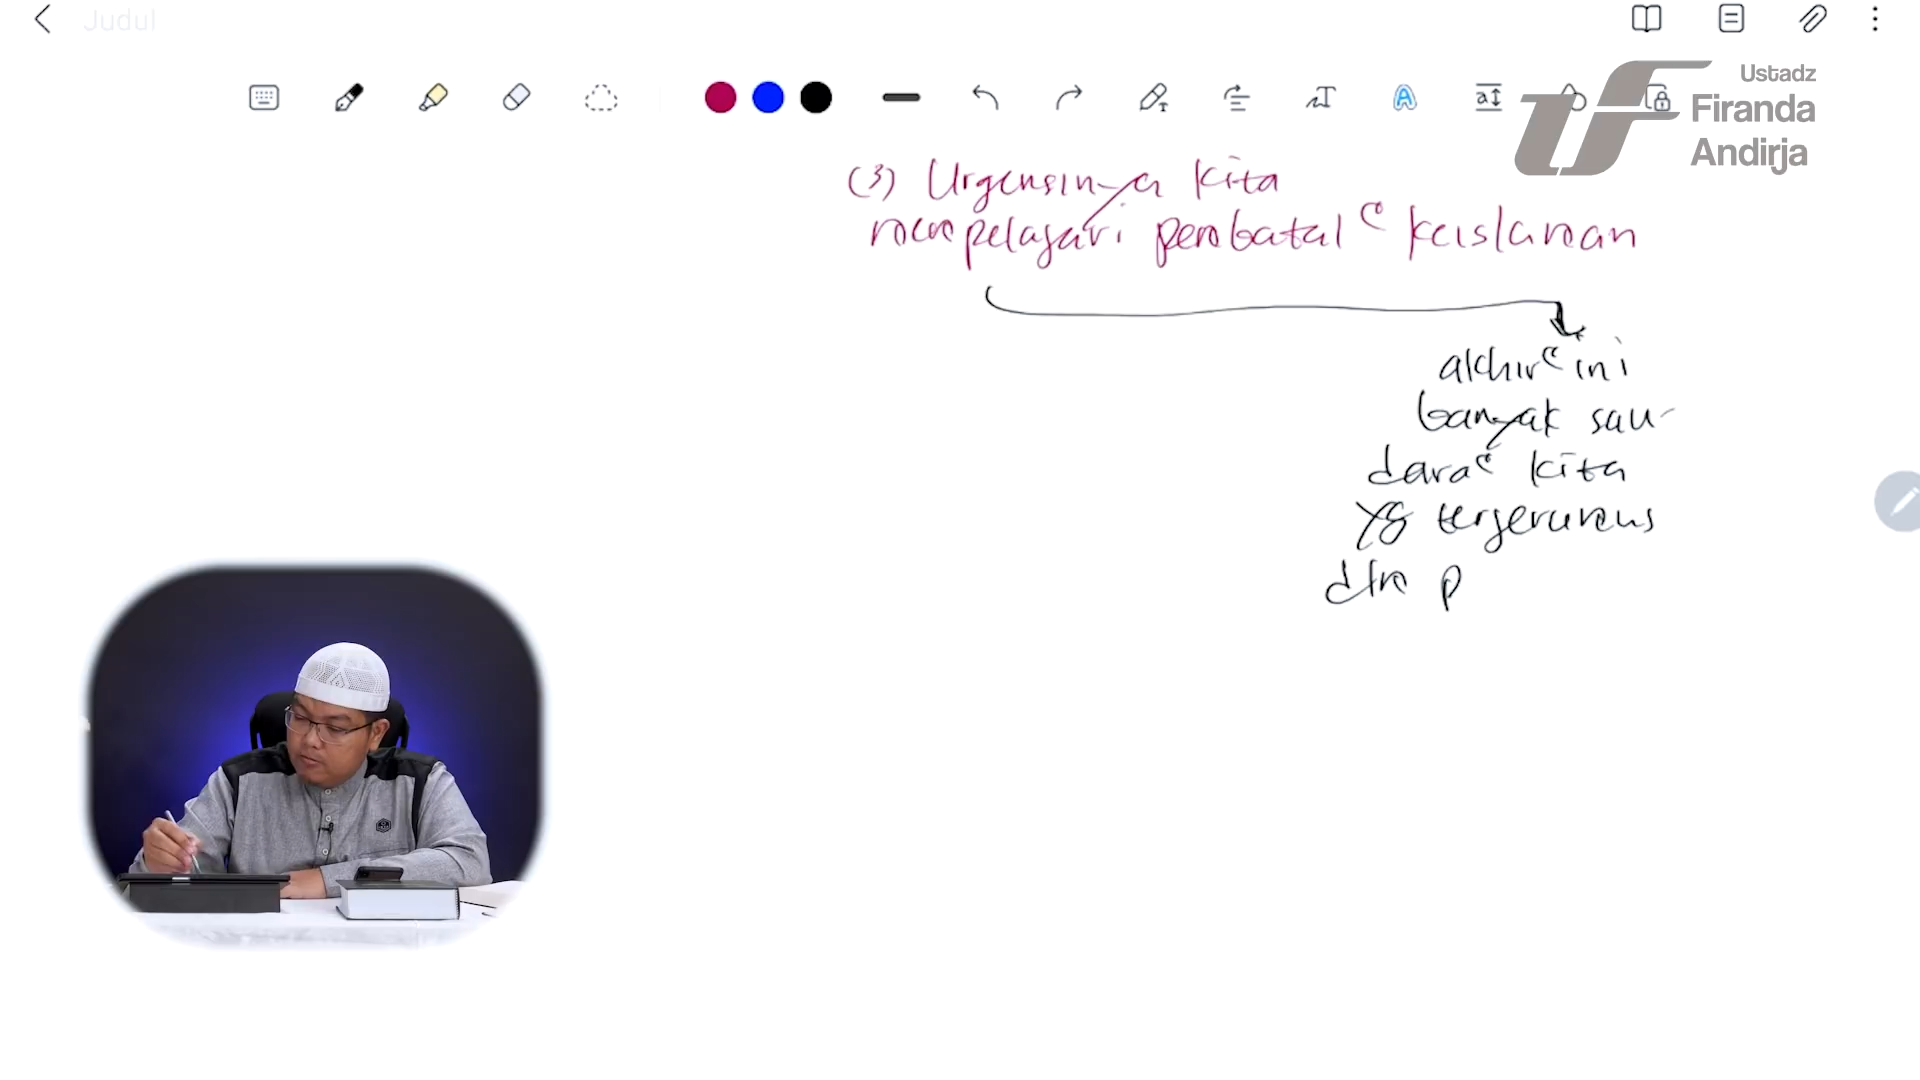 Judul
Ustadz
Firanda
Andirja
(3) Urgensinya kita
mempelajari pembatal² keislaman
akhir² ini
banyak sau-
dara² kita
yg terjerumus
dlm p